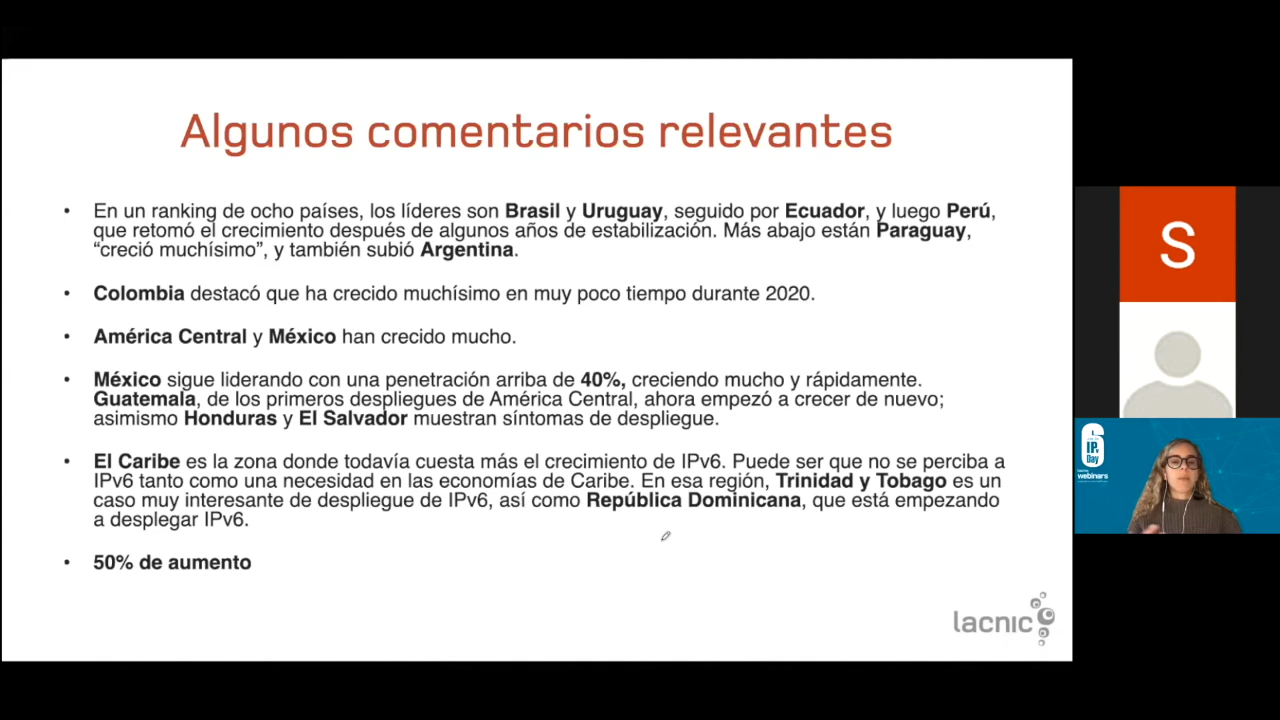 Algunos comentarios relevantes
• En un ranking de ocho países, los líderes son Brasil y Uruguay, seguido por Ecuador, y luego Perú,
que retomó el crecimiento después de algunos años de estabilización. Más abajo están Paraguay,
“creció muchísimo”, y también subió Argentina.
• Colombia destacó que ha crecido muchísimo en muy poco tiempo durante 2020.
• América Central y México han crecido mucho.
• México sigue liderando con una penetración arriba de 40%, creciendo mucho y rápidamente.
Guatemala, de los primeros despliegues de América Central, ahora empezó a crecer de nuevo;
asimismo Honduras y El Salvador muestran síntomas de despliegue.
• El Caribe es la zona donde todavía cuesta más el crecimiento de IPv6. Puede ser que no se perciba a
IPv6 tanto como una necesidad en las economías de Caribe. En esa región, Trinidad y Tobago es un
caso muy interesante de despliegue de IPv6, así como República Dominicana, que está empezando
a desplegar IPv6.
• 50% de aumento
lacnic
S
6
IPv
Day
webinars